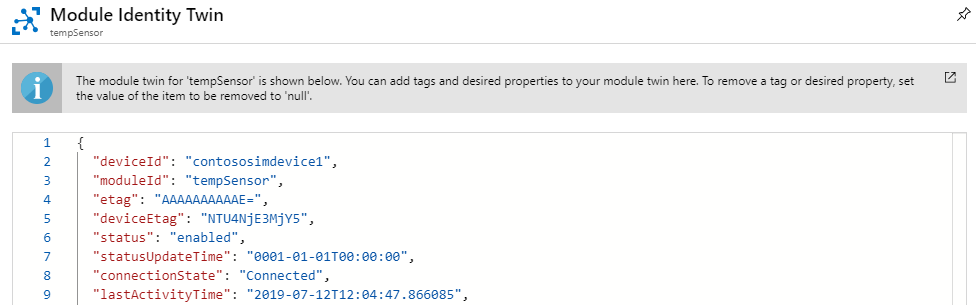 Module Identity Twin
tempSensor
The module twin for 'tempSensor' is shown below. You can add tags and desired properties to your module twin here. To remove a tag or desired property, set
the value of the item to be removed to 'null'.
1 {
2 "deviceId": "contososimdevice1",
3 "moduleId": "tempSensor",
4 "etag": "AAAAAAAAAAE=",
5 "deviceEtag": "NTU4NjE3MjY5",
6 "status": "enabled",
7 "statusUpdateTime": "0001-01-01T00:00:00",
8 "connectionState": "Connected",
9 "lastActivityTime": "2019-07-12T12:04:47.866085",